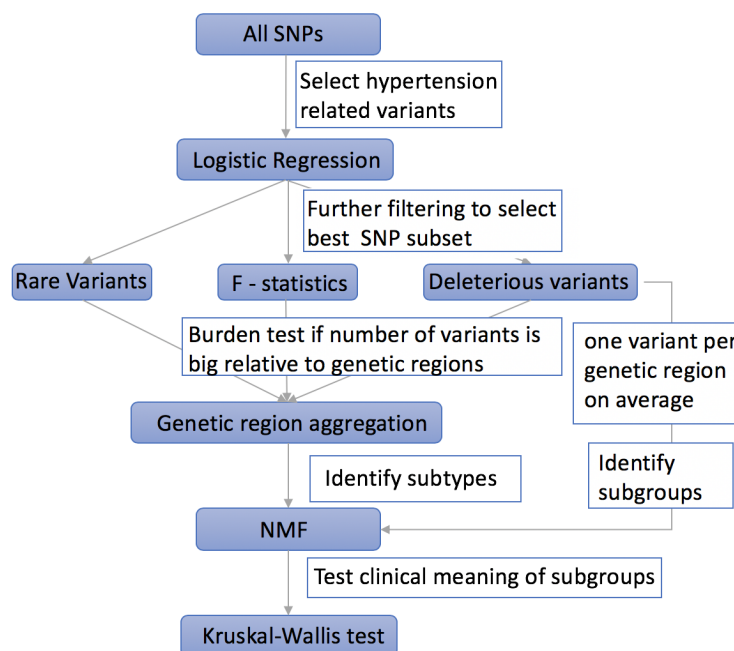 All SNPs
Select hypertension
related variants
Logistic Regression
Further filtering to select
best SNP subset
Rare Variants
F - statistics
Deleterious variants
Burden test if number of variants is
big relative to genetic regions
one variant per
genetic region
on average
Genetic region aggregation
Identify subtypes
Identify
subgroups
NMF
Test clinical meaning of subgroups
Kruskal-Wallis test